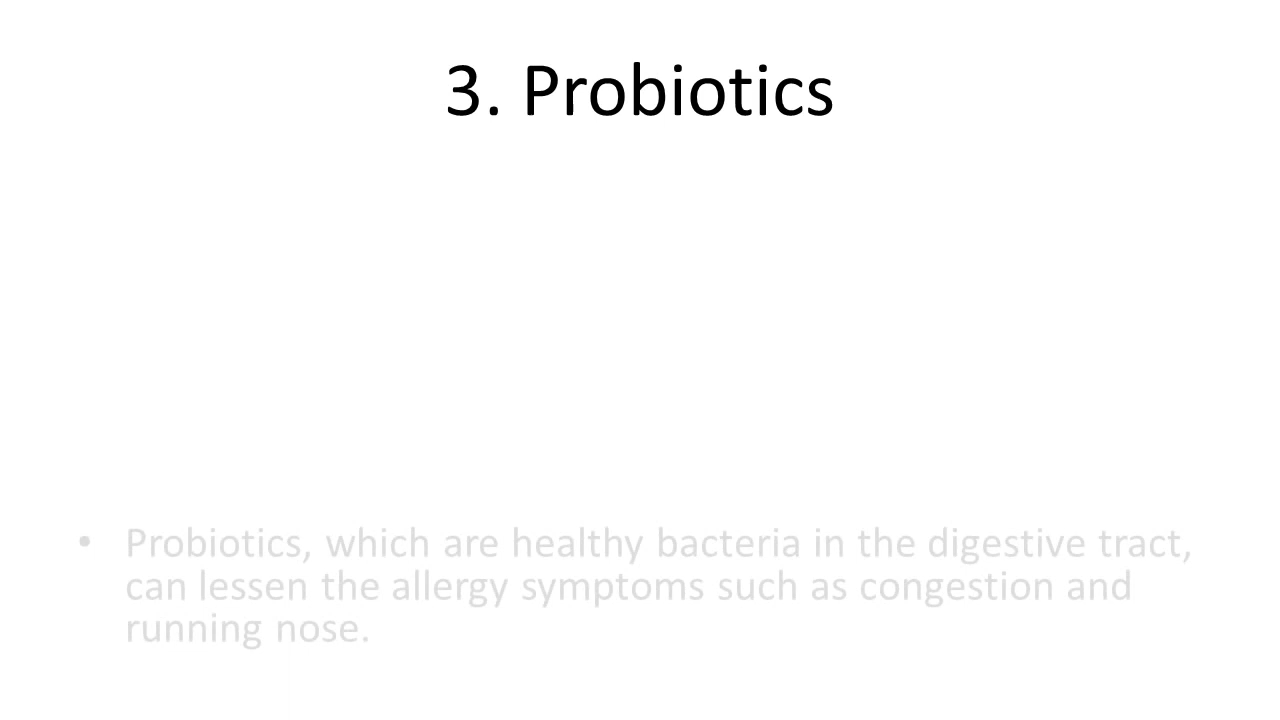 3. Probiotics
• Probiotics, which are healthy bacteria in the digestive tract,
can lessen the allergy symptoms such as congestion and
running nose.